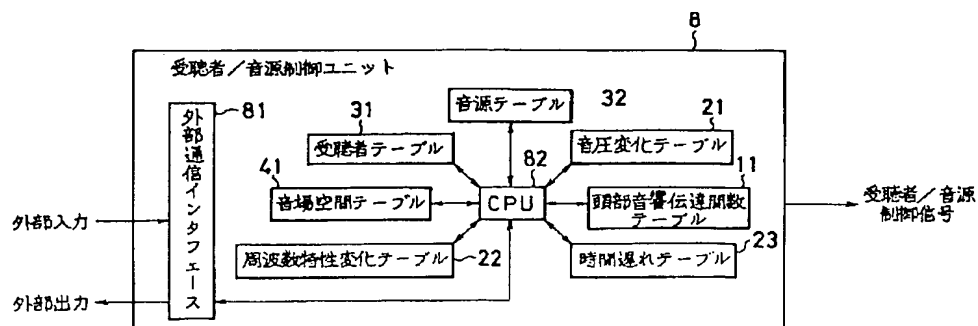 8
受聴者／音源制御ユニット
外部通信インタフェース
81
31
音源テーブル
32
21
受聴者テーブル
82
音圧変化テーブル
41
11
音場空間テーブル
CPU
頭部音響伝達関数
テーブル
受聴者／音源
制御信号
外部入力
周波数特性変化テーブル
22
時間遅れテーブル
23
外部出力